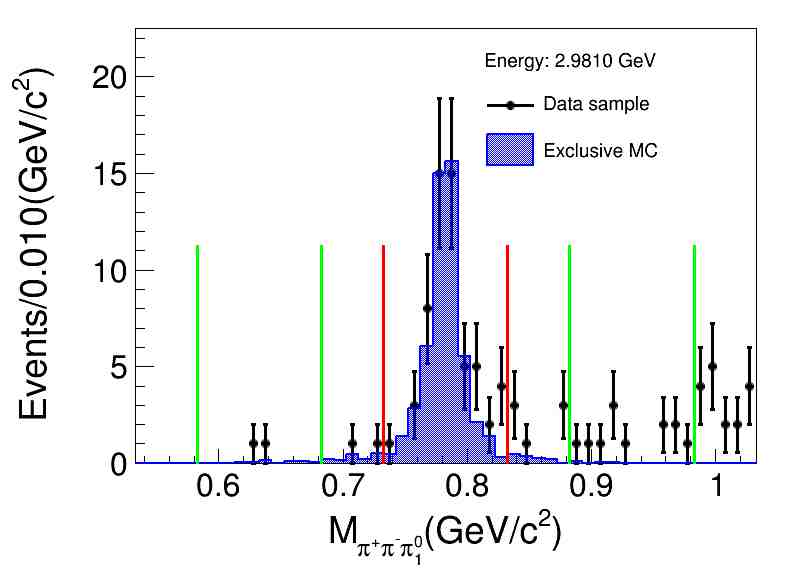 Energy: 2.9810 GeV
Data sample
Exclusive MC
Events/0.010(GeV/c²)
20
15
10
5
0
0.6 0.7 0.8 0.9 1
M_π⁺π⁻π⁰₁(GeV/c²)